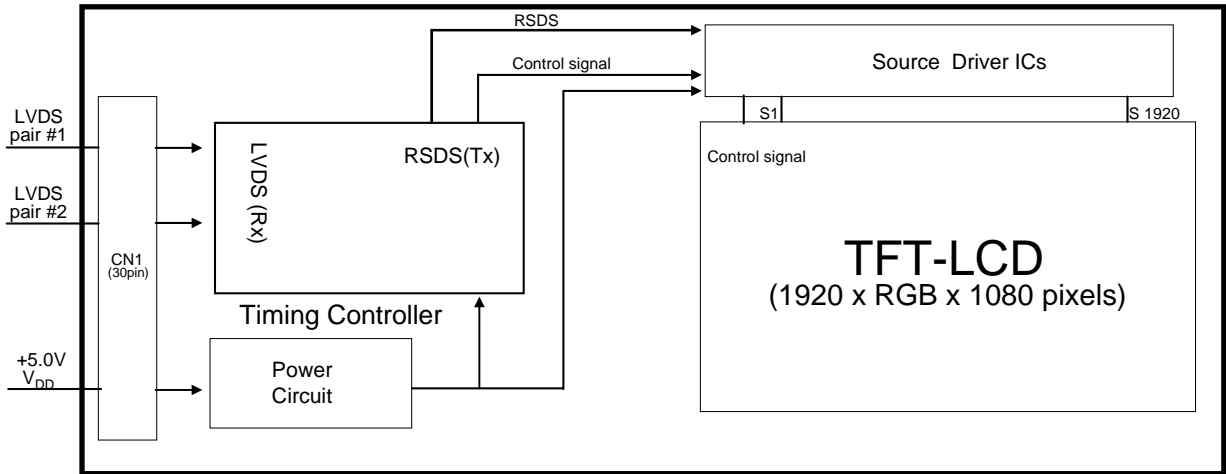 RSDS
Control signal
Source Driver ICs
S1
S 1920
LVDS
pair #1
LVDS
pair #2
CN1
(30pin)
LVDS (Rx)
RSDS(Tx)
Timing Controller
Control signal
TFT-LCD
(1920 x RGB x 1080 pixels)
+5.0V
VDD
Power
Circuit